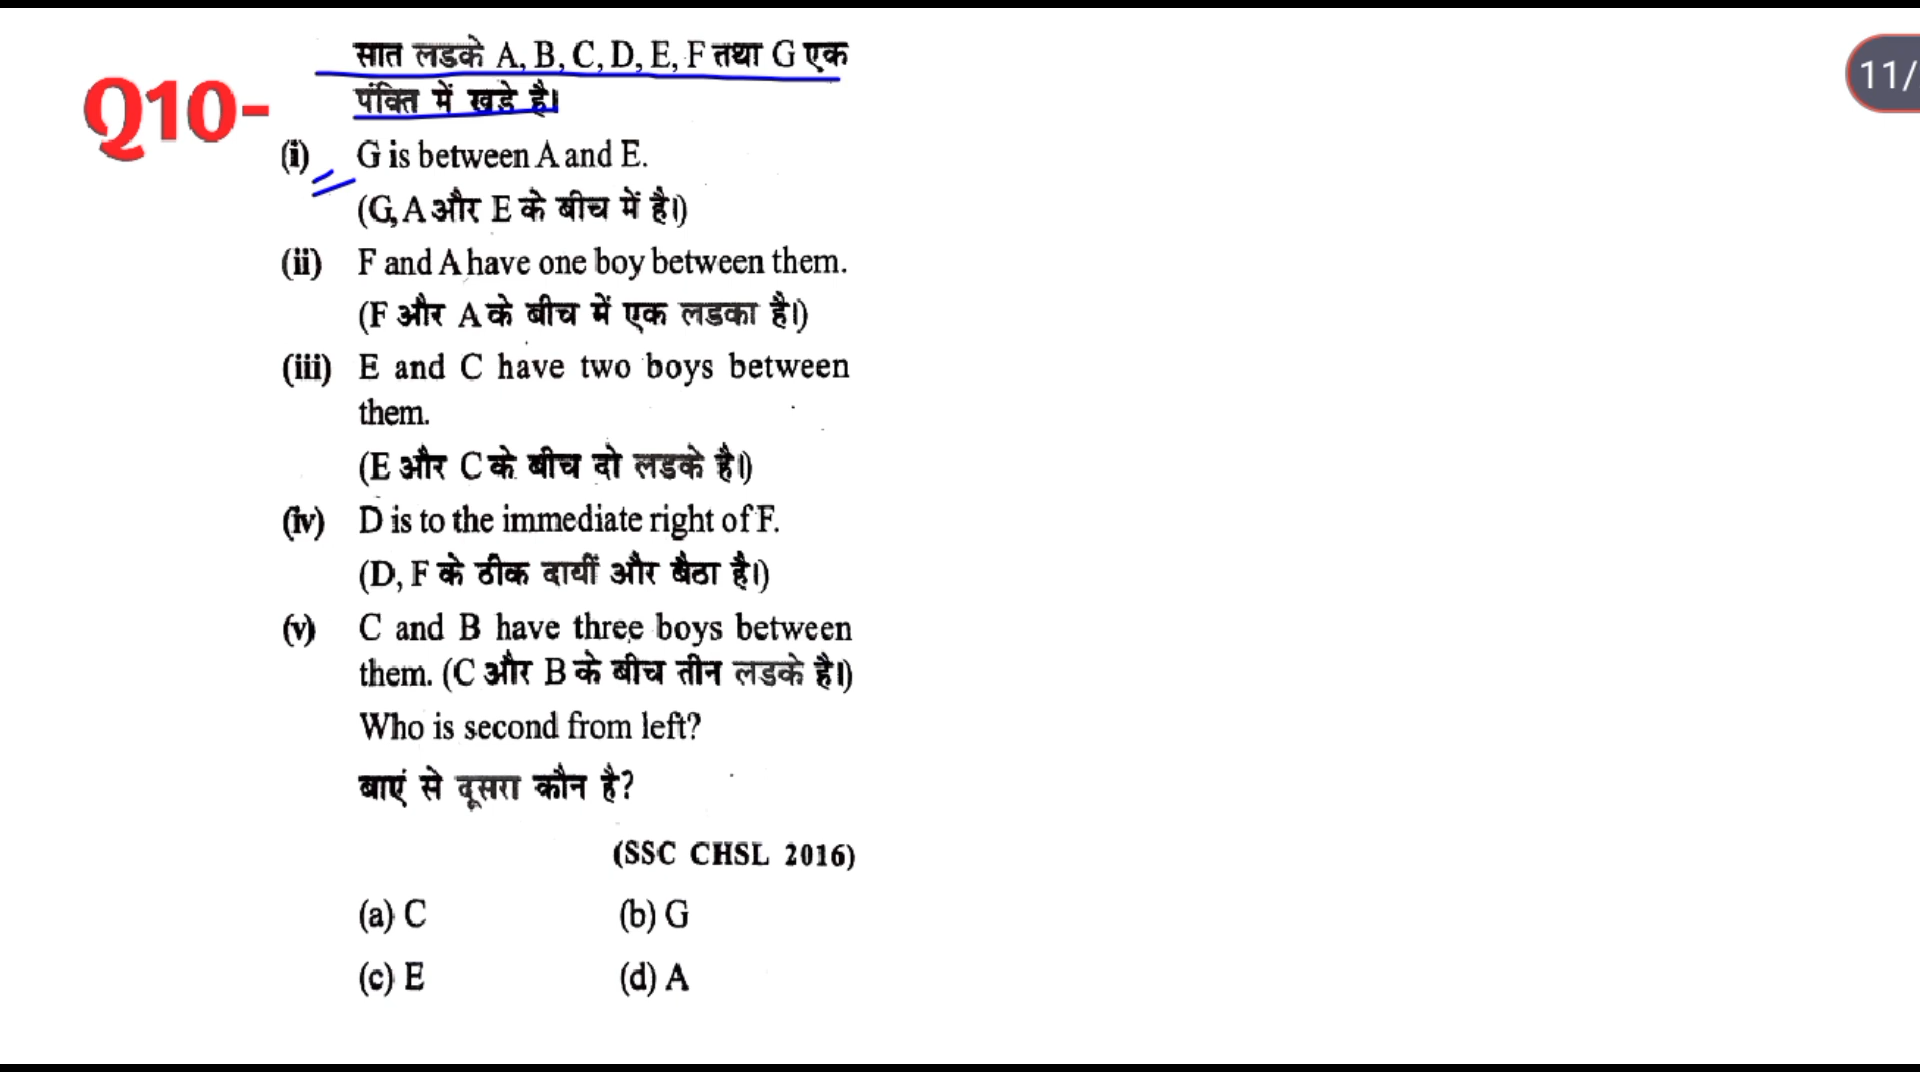 सात लडके A, B, C, D, E, F तथा G एक
पंक्ति में खडे है।
Q10-
11/
(i) G is between A and E.
(G, A और E के बीच में है।)
(ii) F and A have one boy between them.
(F और A के बीच में एक लडका है।)
(iii) E and C have two boys between
them.
(E और C के बीच दो लडके है।)
(iv) D is to the immediate right of F.
(D, F के ठीक दायीं और बैठा है।)
(v) C and B have three boys between
them. (C और B के बीच तीन लडके है।)
Who is second from left?
बाएं से दूसरा कौन है?
(SSC CHSL 2016)
(a) C (b) G
(c) E (d) A